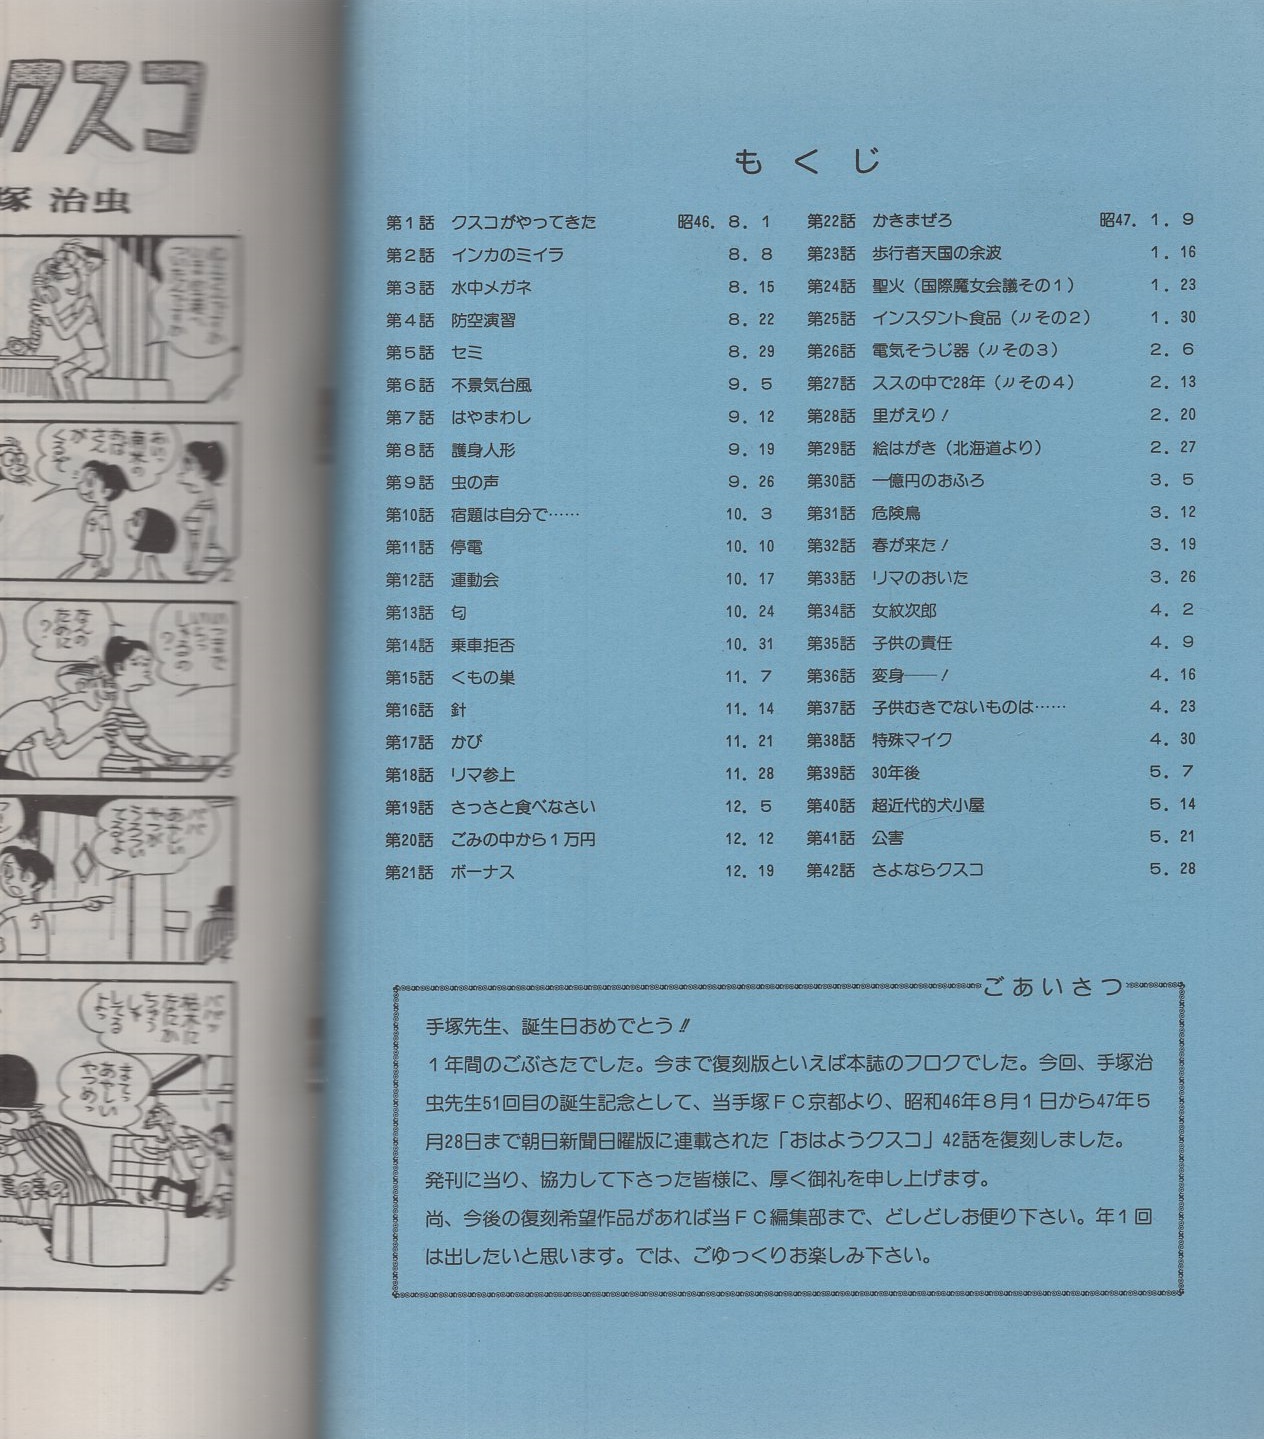 クスコ
塚 治虫
もくじ
第1話 クスコがやってきた 昭46. 8. 1
第2話 インカのミイラ 8. 8
第3話 水中メガネ 8. 15
第4話 防空演習 8. 22
第5話 セミ 8. 29
第6話 不景気台風 9. 5
第7話 はやまわし 9. 12
第8話 護身人形 9. 19
第9話 虫の声 9. 26
第10話 宿題は自分で…… 10. 3
第11話 停電 10. 10
第12話 運動会 10. 17
第13話 匂 10. 24
第14話 乗車拒否 10. 31
第15話 くもの巣 11. 7
第16話 針 11. 14
第17話 かび 11. 21
第18話 リマ参上 11. 28
第19話 さっさと食べなさい 12. 5
第20話 ごみの中から1万円 12. 12
第21話 ボーナス 12. 19
第22話 かきまぜろ 昭47. 1. 9
第23話 歩行者天国の余波 1. 16
第24話 聖火（国際魔女会議その1） 1. 23
第25話 インスタント食品（〃その2） 1. 30
第26話 電気そうじ器（〃その3） 2. 6
第27話 ススの中で28年（〃その4） 2. 13
第28話 里がえり！ 2. 20
第29話 絵はがき（北海道より） 2. 27
第30話 一億円のおふろ 3. 5
第31話 危険鳥 3. 12
第32話 春が来た！ 3. 19
第33話 リマのおいた 3. 26
第34話 女紋次郎 4. 2
第35話 子供の責任 4. 9
第36話 変身――！ 4. 16
第37話 子供むきでないものは…… 4. 23
第38話 特殊マイク 4. 30
第39話 30年後 5. 7
第40話 超近代的犬小屋 5. 14
第41話 公害 5. 21
第42話 さよならクスコ 5. 28
ごあいさつ
手塚先生、誕生日おめでとう!!
1年間のごぶさたでした。今まで復刻版といえば本誌のフロクでした。今回、手塚治
虫先生51回目の誕生記念として、当手塚ＦＣ京都より、昭和46年8月1日から47年5
月28日まで朝日新聞日曜版に連載された「おはようクスコ」42話を復刻しました。
発刊に当り、協力して下さった皆様に、厚く御礼を申し上げます。
尚、今後の復刻希望作品があれば当ＦＣ編集部まで、どしどしお便り下さい。年1回
は出したいと思います。では、ごゆっくりお楽しみ下さい。